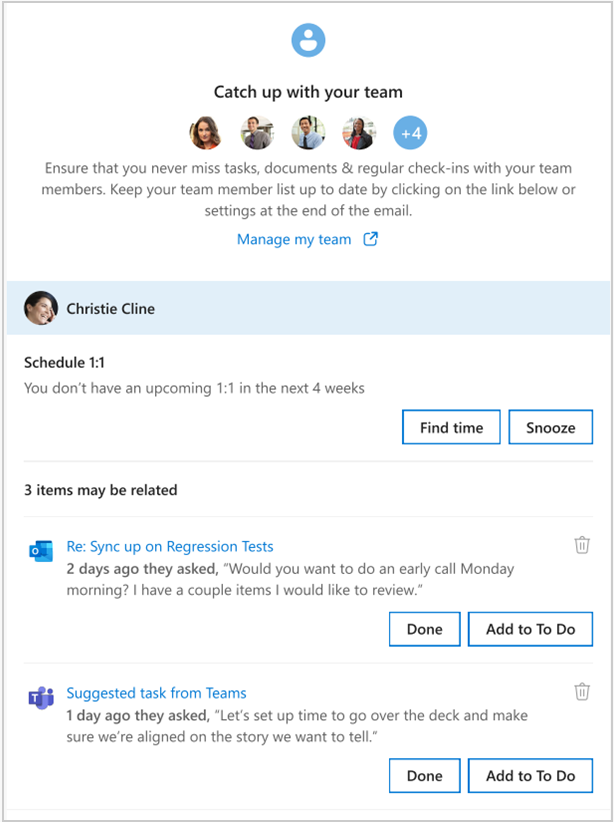 Catch up with your team
+4
Ensure that you never miss tasks, documents & regular check-ins with your team
members. Keep your team member list up to date by clicking on the link below or
settings at the end of the email.
Manage my team
Christie Cline
Schedule 1:1
You don’t have an upcoming 1:1 in the next 4 weeks
Find time
Snooze
3 items may be related
Re: Sync up on Regression Tests
2 days ago they asked, “Would you want to do an early call Monday
morning? I have a couple items I would like to review.”
Done
Add to To Do
Suggested task from Teams
1 day ago they asked, “Let’s set up time to go over the deck and make
sure we’re aligned on the story we want to tell.”
Done
Add to To Do